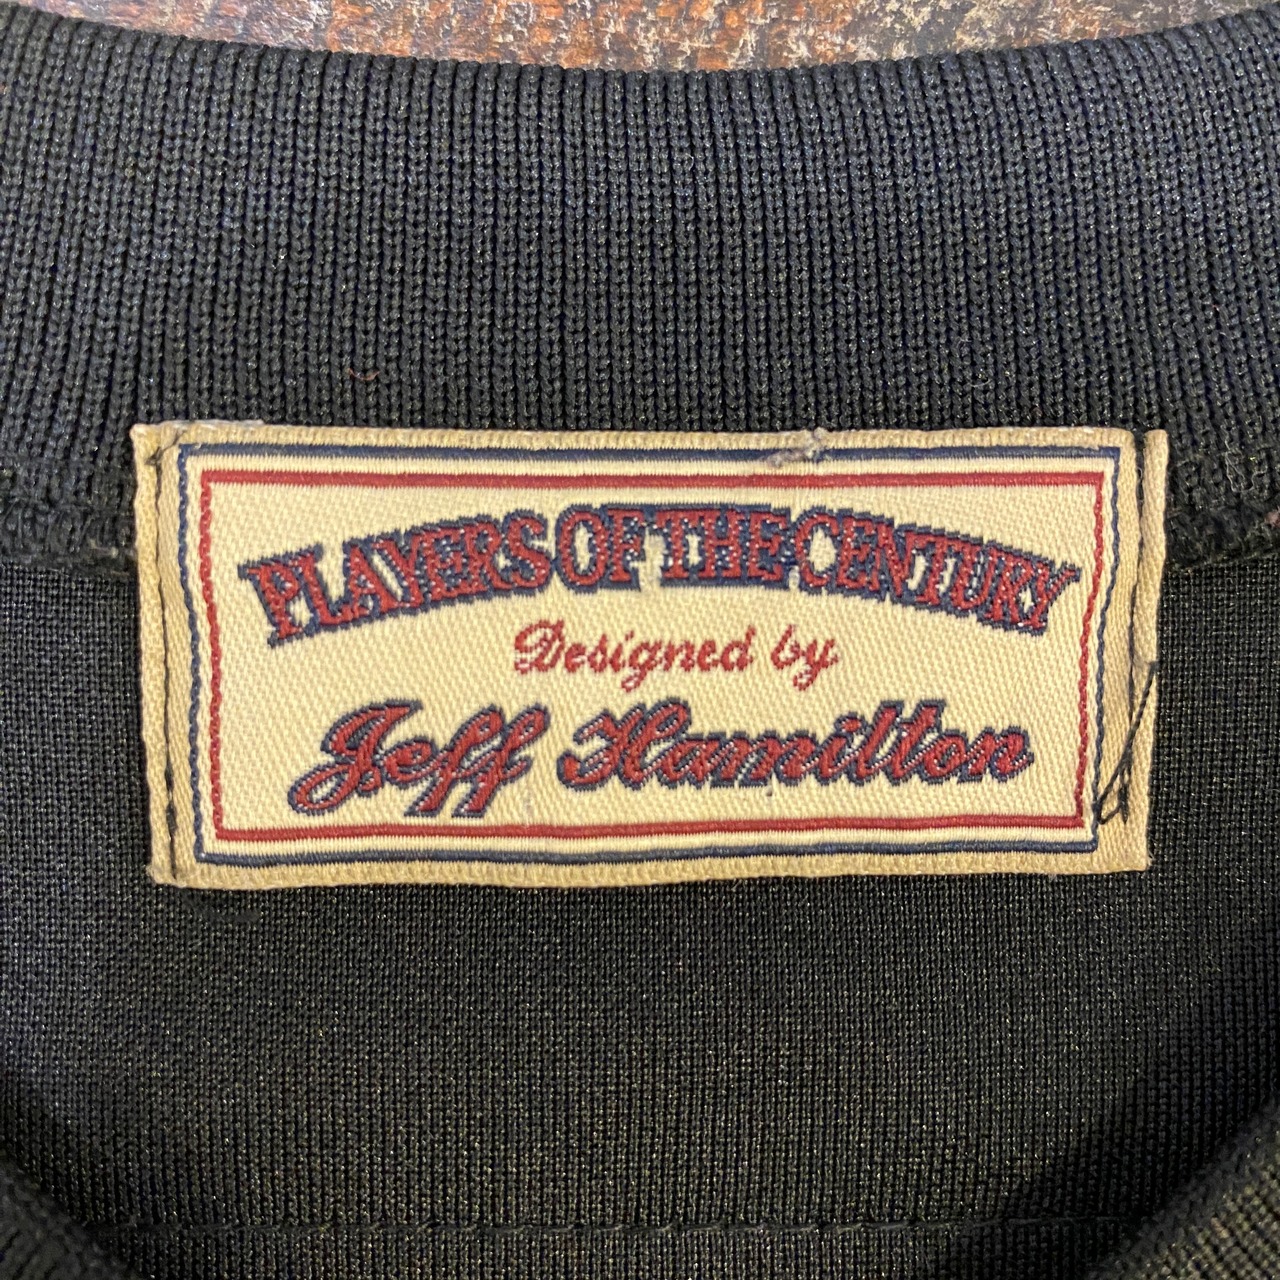 PLAYERS OF THE CENTURY
Designed by
Jeff Hamilton